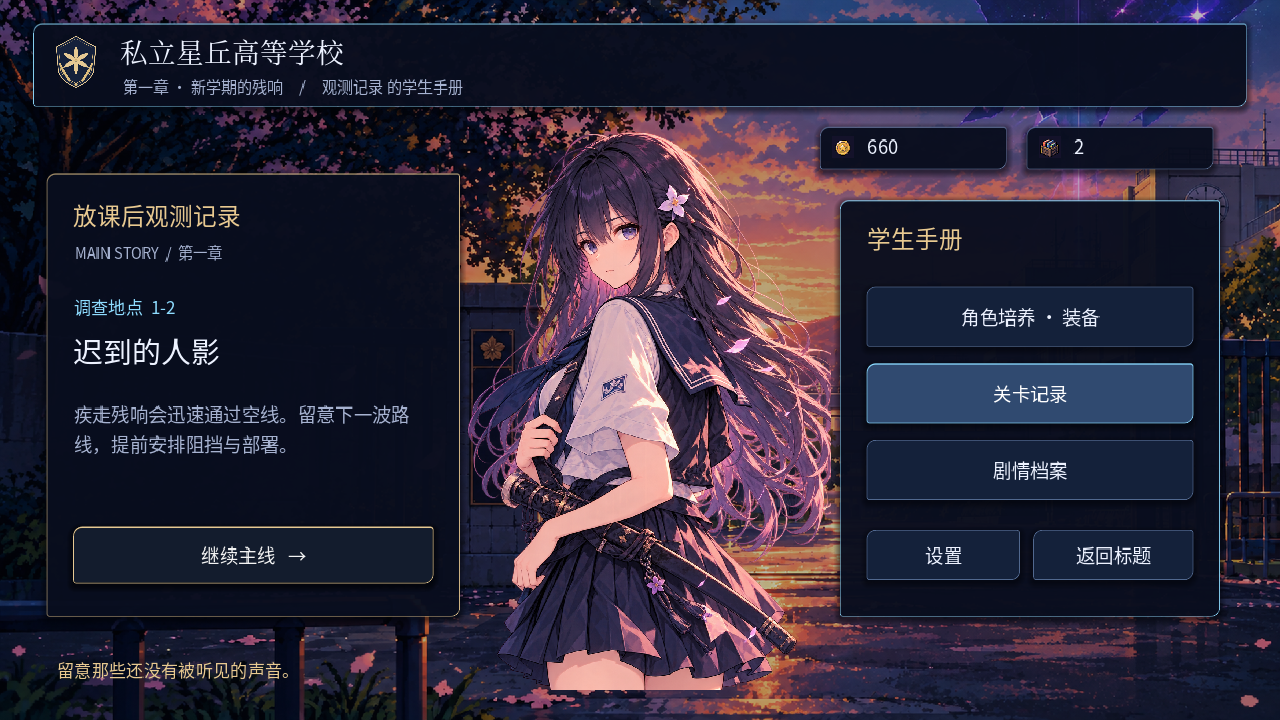 私立星丘高等学校
第一章 · 新学期的残响 / 观测记录 的学生手册
660
2
放课后观测记录
MAIN STORY / 第一章
调查地点 1-2
迟到的人影
疾走残响会迅速通过空线。留意下一波路
线，提前安排阻挡与部署。
继续主线 →
学生手册
角色培养 · 装备
关卡记录
剧情档案
设置
返回标题
留意那些还没有被听见的声音。